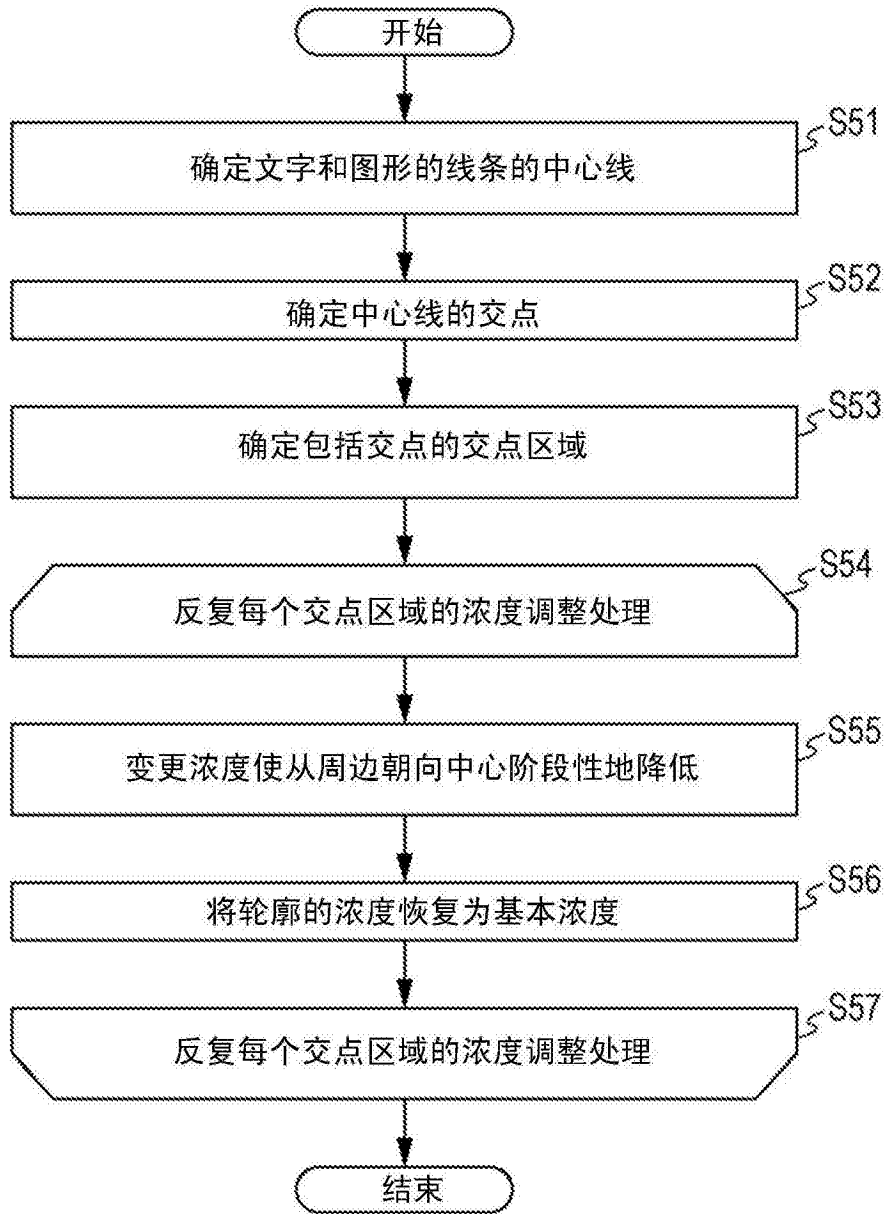 开始
S51
确定文字和图形的线条的中心线
S52
确定中心线的交点
S53
确定包括交点的交点区域
S54
反复每个交点区域的浓度调整处理
S55
变更浓度使从周边朝向中心阶段性地降低
S56
将轮廓的浓度恢复为基本浓度
S57
反复每个交点区域的浓度调整处理
结束